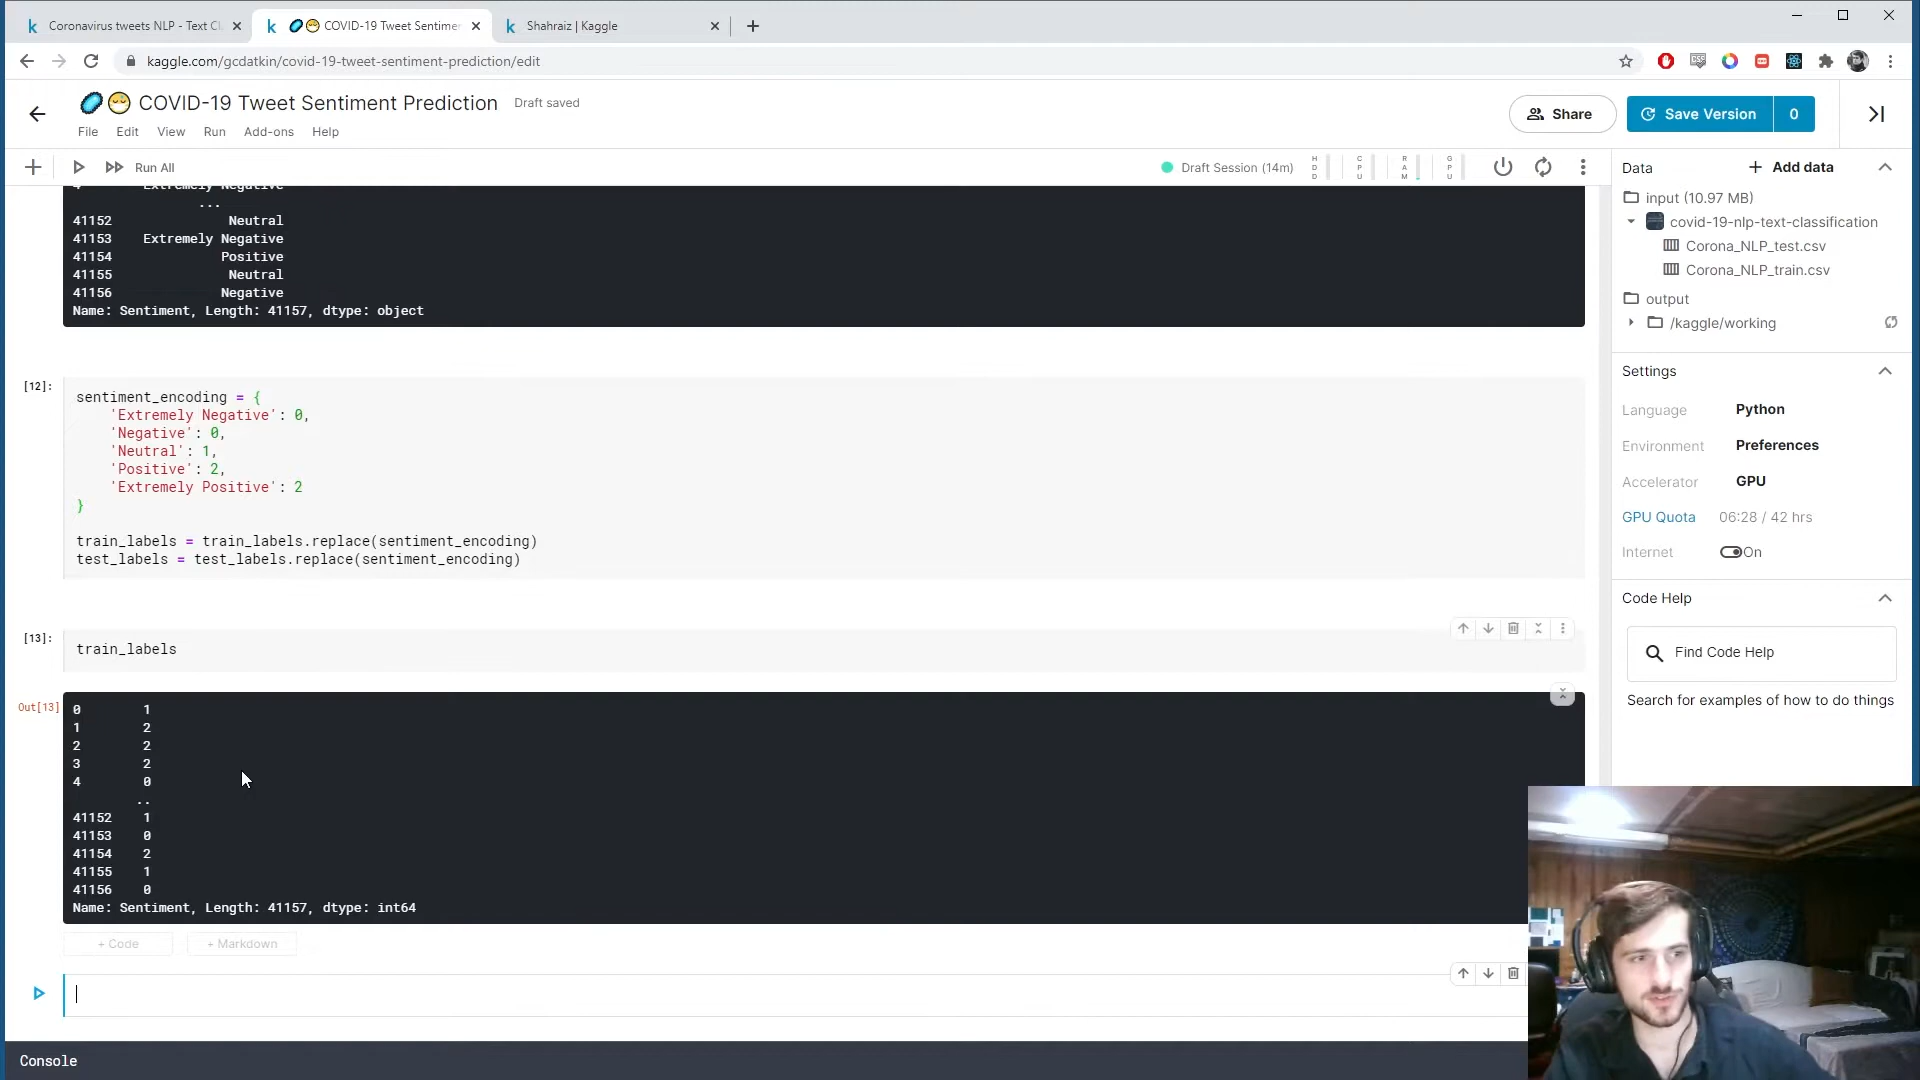 Coronavirus tweets NLP - Text Cl
COVID-19 Tweet Sentimen
Shahraiz | Kaggle
kaggle.com/gcdatkin/covid-19-tweet-sentiment-prediction/edit
COVID-19 Tweet Sentiment Prediction
Draft saved
File Edit View Run Add-ons Help
Share
Save Version 0
Run All
Draft Session (14m)
HDD
CPU
RAM
GPU
4 Extremely Negative
...
41152 Neutral
41153 Extremely Negative
41154 Positive
41155 Neutral
41156 Negative
Name: Sentiment, Length: 41157, dtype: object
[12]:
sentiment_encoding = {
'Extremely Negative': 0,
'Negative': 0,
'Neutral': 1,
'Positive': 2,
'Extremely Positive': 2
}
train_labels = train_labels.replace(sentiment_encoding)
test_labels = test_labels.replace(sentiment_encoding)
[13]:
train_labels
Out[13]
0 1
1 2
2 2
3 2
4 0
..
41152 1
41153 0
41154 2
41155 1
41156 0
Name: Sentiment, Length: 41157, dtype: int64
+ Code
+ Markdown
Console
Data
+ Add data
input (10.97 MB)
covid-19-nlp-text-classification
Corona_NLP_test.csv
Corona_NLP_train.csv
output
/kaggle/working
Settings
Language Python
Environment Preferences
Accelerator GPU
GPU Quota 06:28 / 42 hrs
Internet On
Code Help
Find Code Help
Search for examples of how to do things